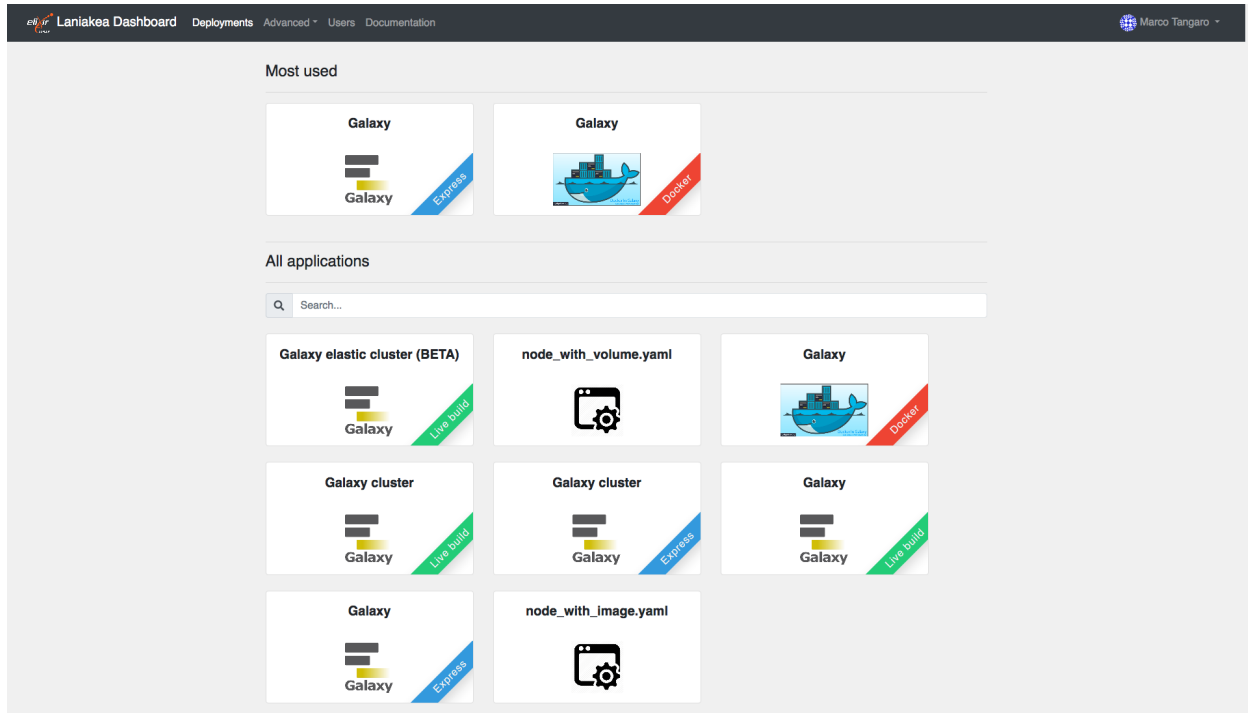 elixir Laniakea Dashboard Deployments Advanced Users Documentation Marco Tangaro
Most used
Galaxy Galaxy
Galaxy Express Docker
All applications
Search...
Galaxy elastic cluster (BETA) node_with_volume.yaml Galaxy
Galaxy Live build Docker
Galaxy cluster Galaxy cluster Galaxy
Galaxy Live build Galaxy Express Galaxy Live build
Galaxy node_with_image.yaml
Galaxy Express